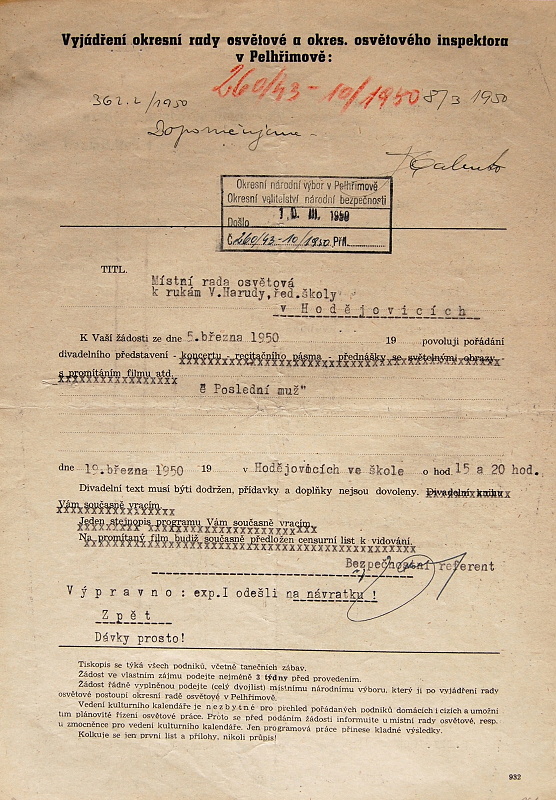 Vyjádření okresní rady osvětové a okres. osvětového inspektora
v Pelhřimově:
260/43 - 10/1950
362.2/1950
8/3 1950
Doporučujeme
Okresní národní výbor v Pelhřimově
Okresní velitelství národní bezpečnosti
Došlo 10. III. 1950
Č. 260/43-10/1950 Příl.
TITL.
Místní rada osvětová
k rukám V.Harudy, řed.školy
v Hodějovicích
K Vaší žádosti ze dne 5.března 1950 19 povoluji pořádání
divadelního představení - koncertu - recitačního pásma - přednášky se světelnými obrazy
s promítáním filmu atd.
Poslední muž"
dne 19.března 1950 19 v Hodějovicích ve škole o hod. 15 a 20 hod.
Divadelní text musí býti dodržen, přídavky a doplňky nejsou dovoleny. Divadelní knihu
Vám současně vracím.
Jeden stejnopis programu Vám současně vracím.
Na promítaný film budiž současně předložen censurní list k vidování.
Bezpečnostní referent
Výpravno: exp.I odešli na návratku !
Zpět
Dávky prosto!
Tiskopis se týká všech podniků, včetně tanečních zábav.
Žádost ve vlastním zájmu podejte nejméně 3 týdny před provedením.
Žádost řádně vyplněnou podejte (celý dvojlist) místnímu národnímu výboru, který ji po vyjádření rady
osvětové postoupí okresní radě osvětové v Pelhřimově.
Vedení kulturního kalendáře je nezbytné pro přehled pořádaných podniků domácích i cizích a umožní
tím plánovité řízení osvětové práce. Proto se před podáním žádosti informujte u místní rady osvětové, resp.
u zmocněnce pro vedení kulturního kalendáře. Jen programová práce přinese kladné výsledky.
Kolkuje se jen první list a přílohy, nikoli průpis!
932